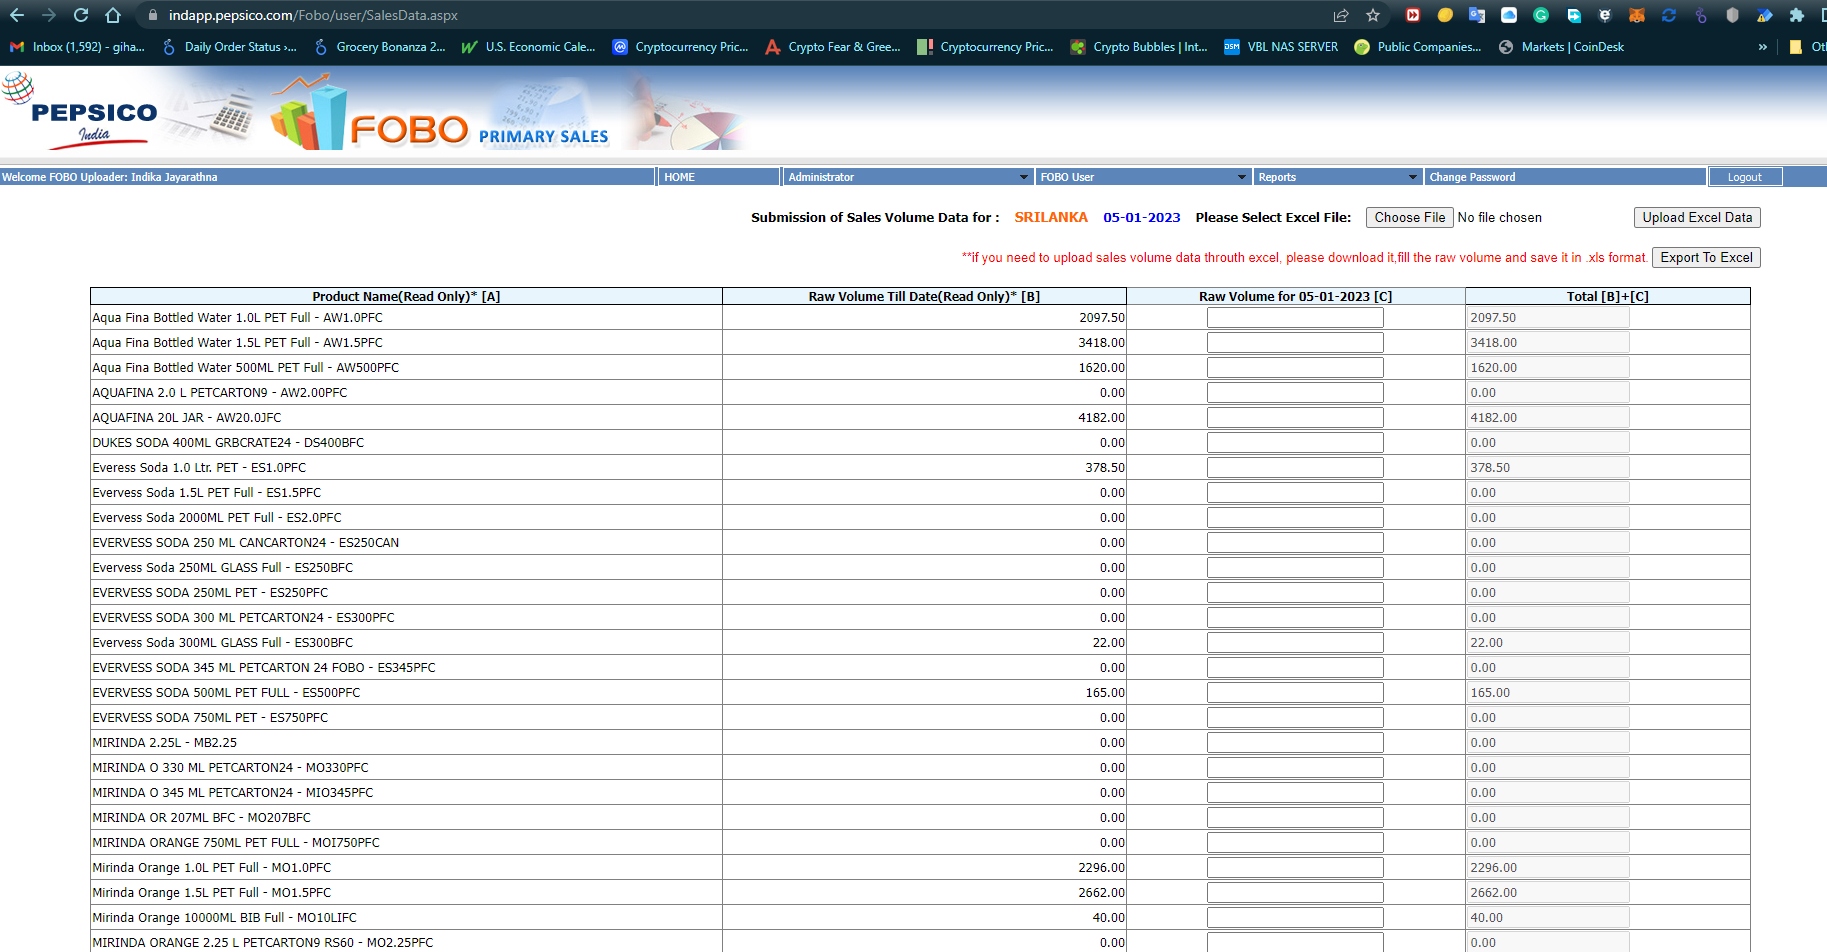 indapp.pepsico.com/Fobo/user/SalesData.aspx
Inbox (1,592) - giha... Daily Order Status ›... Grocery Bonanza 2... U.S. Economic Cale... Cryptocurrency Pric... Crypto Fear & Gree... Cryptocurrency Pric... Crypto Bubbles | Int... VBL NAS SERVER Public Companies... Markets | CoinDesk » Otl
PEPSICO
India
FOBO PRIMARY SALES
Welcome FOBO Uploader: Indika Jayarathna HOME Administrator FOBO User Reports Change Password Logout
Submission of Sales Volume Data for : SRILANKA 05-01-2023 Please Select Excel File: Choose File No file chosen Upload Excel Data
**if you need to upload sales volume data throuth excel, please download it,fill the raw volume and save it in .xls format. Export To Excel
Product Name(Read Only)* [A] Raw Volume Till Date(Read Only)* [B] Raw Volume for 05-01-2023 [C] Total [B]+[C]
Aqua Fina Bottled Water 1.0L PET Full - AW1.0PFC 2097.50 2097.50
Aqua Fina Bottled Water 1.5L PET Full - AW1.5PFC 3418.00 3418.00
Aqua Fina Bottled Water 500ML PET Full - AW500PFC 1620.00 1620.00
AQUAFINA 2.0 L PETCARTON9 - AW2.00PFC 0.00 0.00
AQUAFINA 20L JAR - AW20.0JFC 4182.00 4182.00
DUKES SODA 400ML GRBCRATE24 - DS400BFC 0.00 0.00
Everess Soda 1.0 Ltr. PET - ES1.0PFC 378.50 378.50
Evervess Soda 1.5L PET Full - ES1.5PFC 0.00 0.00
Evervess Soda 2000ML PET Full - ES2.0PFC 0.00 0.00
EVERVESS SODA 250 ML CANCARTON24 - ES250CAN 0.00 0.00
Evervess Soda 250ML GLASS Full - ES250BFC 0.00 0.00
EVERVESS SODA 250ML PET - ES250PFC 0.00 0.00
EVERVESS SODA 300 ML PETCARTON24 - ES300PFC 0.00 0.00
Evervess Soda 300ML GLASS Full - ES300BFC 22.00 22.00
EVERVESS SODA 345 ML PETCARTON 24 FOBO - ES345PFC 0.00 0.00
EVERVESS SODA 500ML PET FULL - ES500PFC 165.00 165.00
EVERVESS SODA 750ML PET - ES750PFC 0.00 0.00
MIRINDA 2.25L - MB2.25 0.00 0.00
MIRINDA O 330 ML PETCARTON24 - MO330PFC 0.00 0.00
MIRINDA O 345 ML PETCARTON24 - MIO345PFC 0.00 0.00
MIRINDA OR 207ML BFC - MO207BFC 0.00 0.00
MIRINDA ORANGE 750ML PET FULL - MOI750PFC 0.00 0.00
Mirinda Orange 1.0L PET Full - MO1.0PFC 2296.00 2296.00
Mirinda Orange 1.5L PET Full - MO1.5PFC 2662.00 2662.00
Mirinda Orange 10000ML BIB Full - MO10LIFC 40.00 40.00
MIRINDA ORANGE 2.25 L PETCARTON9 RS60 - MO2.25PFC 0.00 0.00